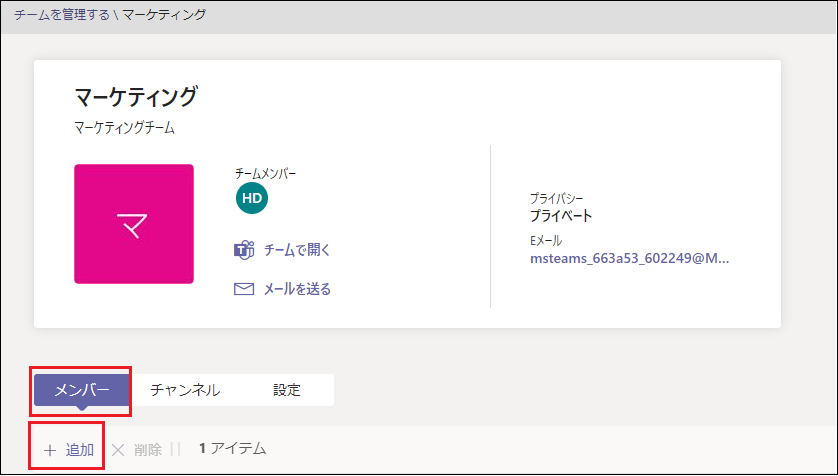 チームを管理する \ マーケティング
マーケティング
マーケティングチーム
マ
チームメンバー
HD
チームで開く
メールを送る
プライバシー
プライベート
Eメール
msteams_663a53_602249@M...
メンバー
チャンネル
設定
+ 追加
× 削除
1 アイテム